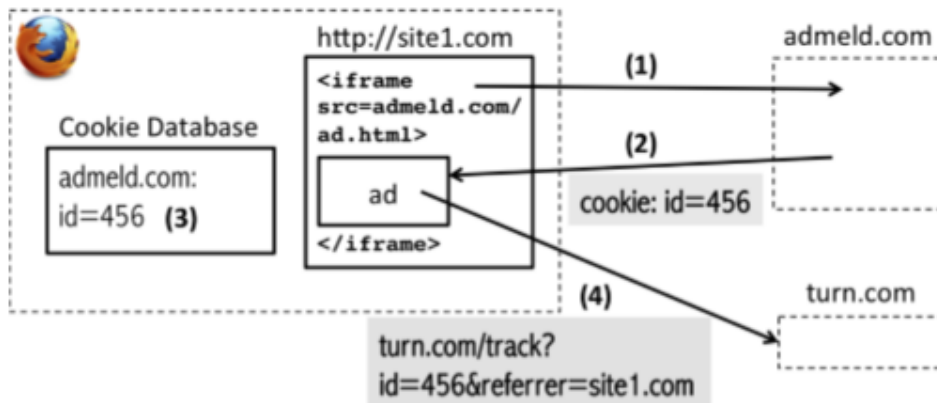 http://site1.com
admeld.com
<iframe
src=admeld.com/
ad.html>
(1)
Cookie Database
(2)
admeld.com:
id=456 (3)
ad
cookie: id=456
</iframe>
(4)
turn.com
turn.com/track?
id=456&referrer=site1.com